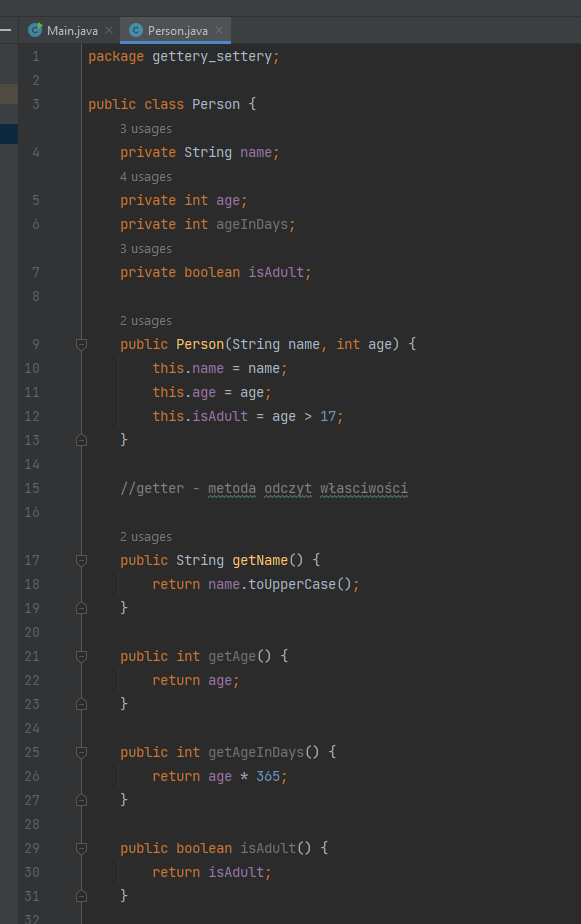 Main.java Person.java
1 package gettery_settery;
2
3 public class Person {
3 usages
4 private String name;
4 usages
5 private int age;
6 private int ageInDays;
3 usages
7 private boolean isAdult;
8
2 usages
9 public Person(String name, int age) {
10 this.name = name;
11 this.age = age;
12 this.isAdult = age > 17;
13 }
14
15 //getter - metoda odczyt własciwości
16
2 usages
17 public String getName() {
18 return name.toUpperCase();
19 }
20
21 public int getAge() {
22 return age;
23 }
24
25 public int getAgeInDays() {
26 return age * 365;
27 }
28
29 public boolean isAdult() {
30 return isAdult;
31 }
32